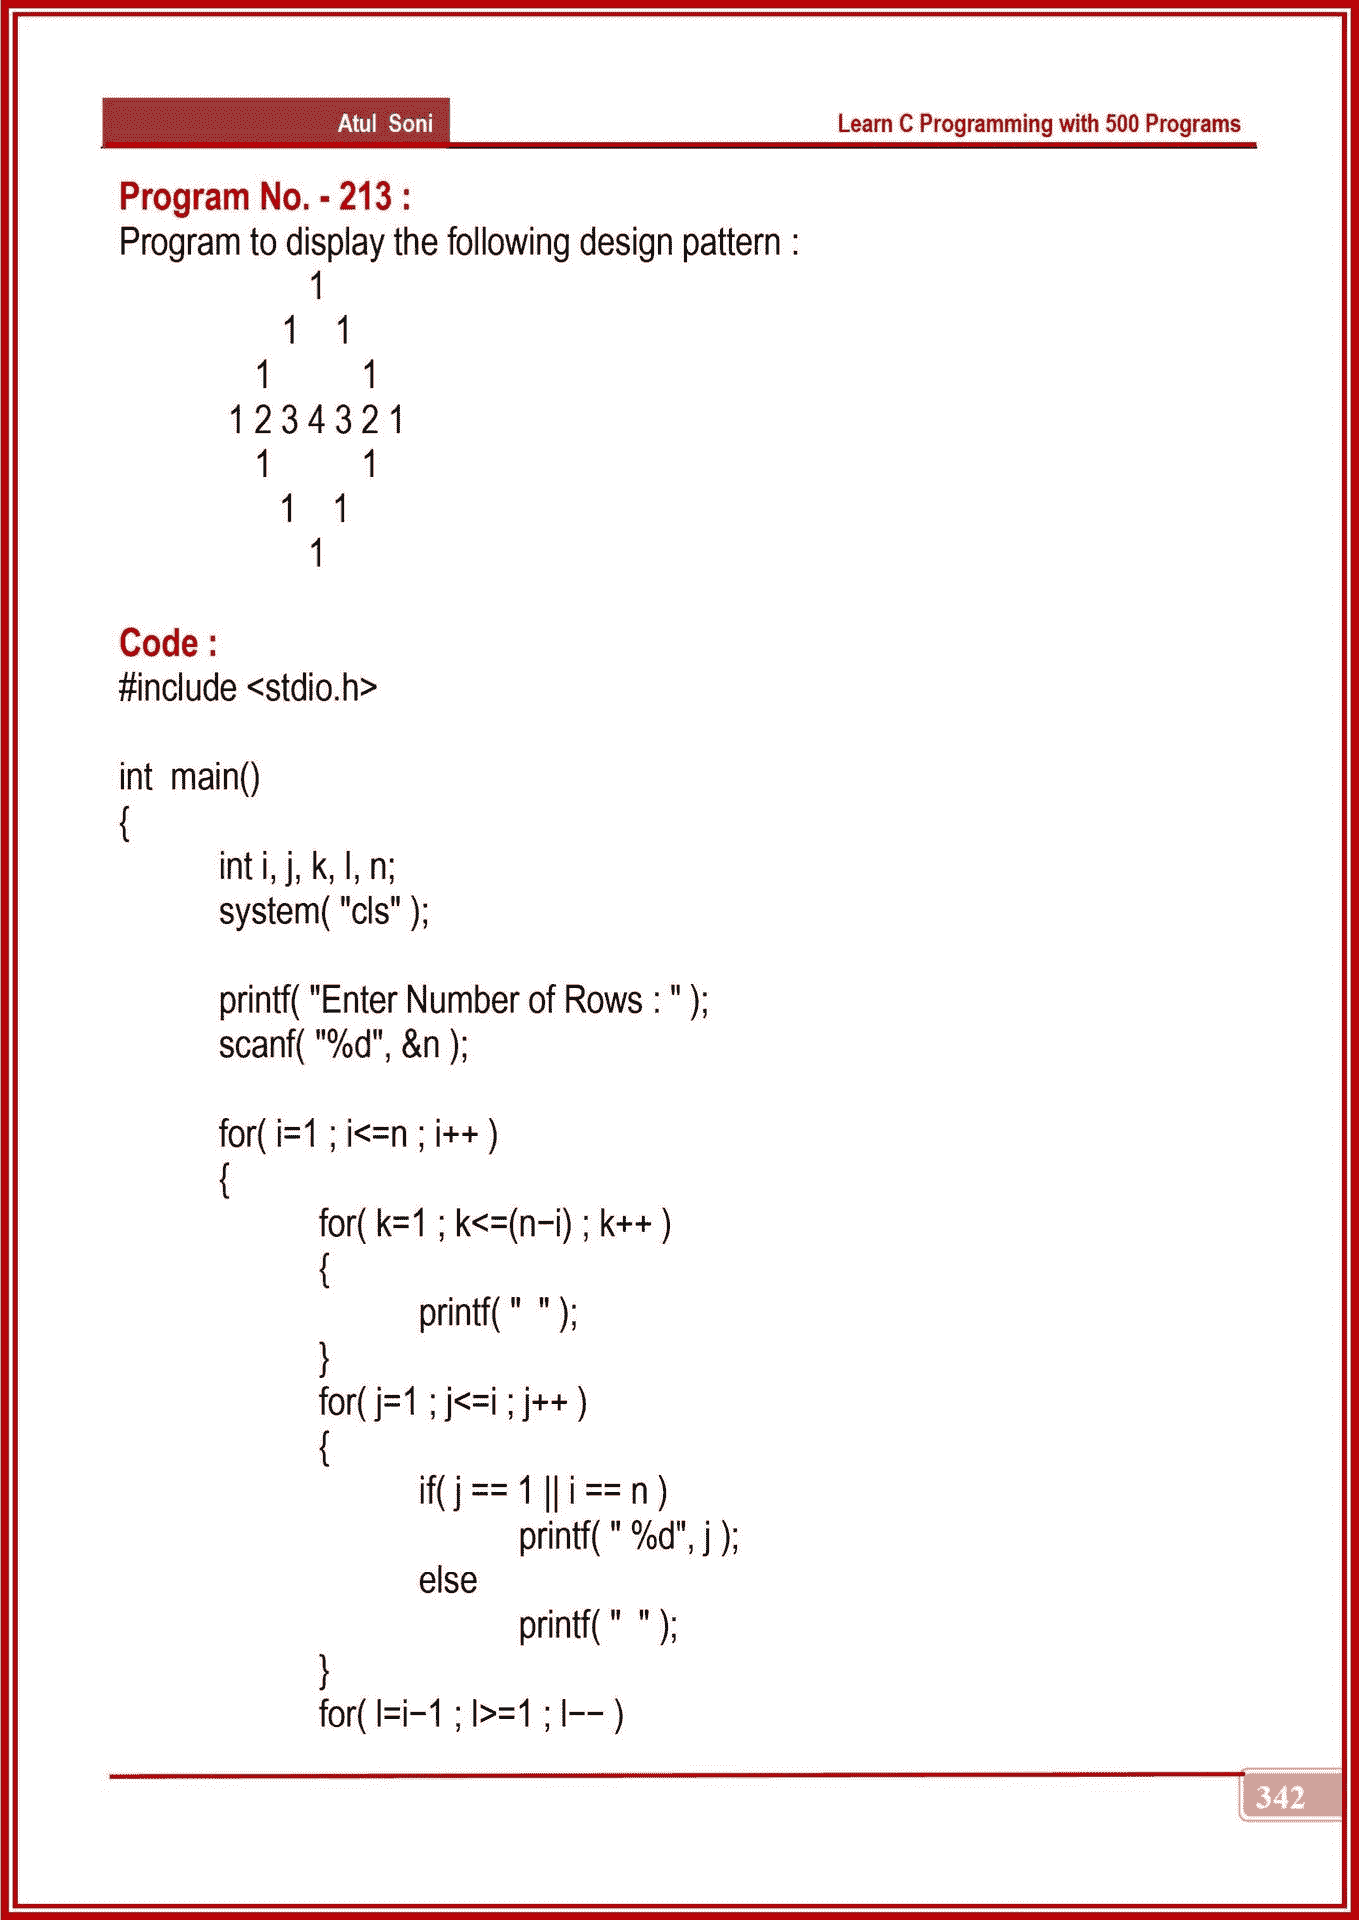 Atul Soni
Learn C Programming with 500 Programs
Program No. - 213 :
Program to display the following design pattern :
1
1 1
1 1
1 2 3 4 3 2 1
1 1
1 1
1
Code :
#include <stdio.h>
int main()
{
int i, j, k, l, n;
system( "cls" );
printf( "Enter Number of Rows : " );
scanf( "%d", &n );
for( i=1 ; i<=n ; i++ )
{
for( k=1 ; k<=(n−i) ; k++ )
{
printf( "  " );
}
for( j=1 ; j<=i ; j++ )
{
if( j == 1 || i == n )
printf( " %d", j );
else
printf( "  " );
}
for( l=i−1 ; l>=1 ; l−− )
342